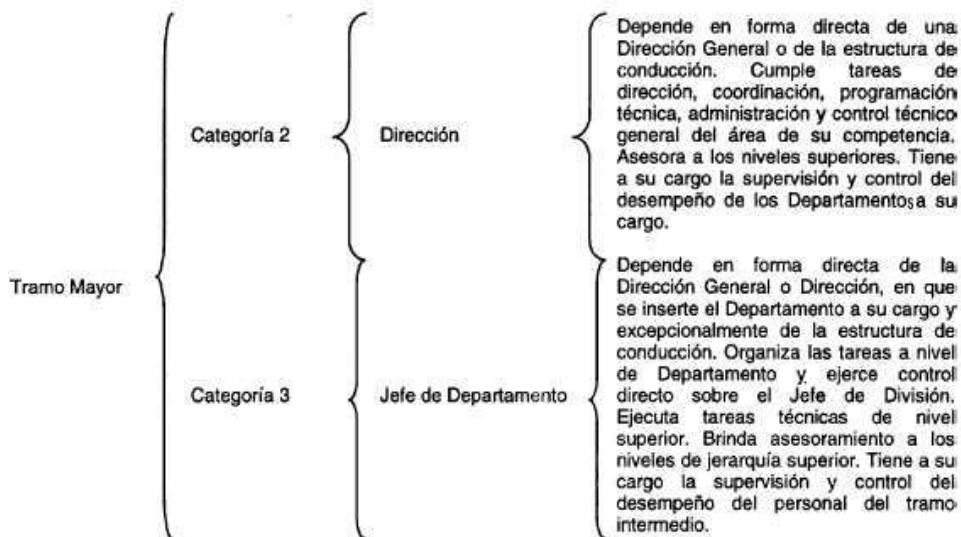 Tramo Mayor
Categoría 2
Dirección
Depende en forma directa de una
Dirección General o de la estructura de
conducción. Cumple tareas de
dirección, coordinación, programación
técnica, administración y control técnico
general del área de su competencia.
Asesora a los niveles superiores. Tiene
a su cargo la supervisión y control del
desempeño de los Departamentos a su
cargo.
Categoría 3
Jefe de Departamento
Depende en forma directa de la
Dirección General o Dirección, en que
se inserte el Departamento a su cargo y
excepcionalmente de la estructura de
conducción. Organiza las tareas a nivel
de Departamento y ejerce control
directo sobre el Jefe de División.
Ejecuta tareas técnicas de nivel
superior. Brinda asesoramiento a los
niveles de jerarquía superior. Tiene a su
cargo la supervisión y control del
desempeño del personal del tramo
intermedio.